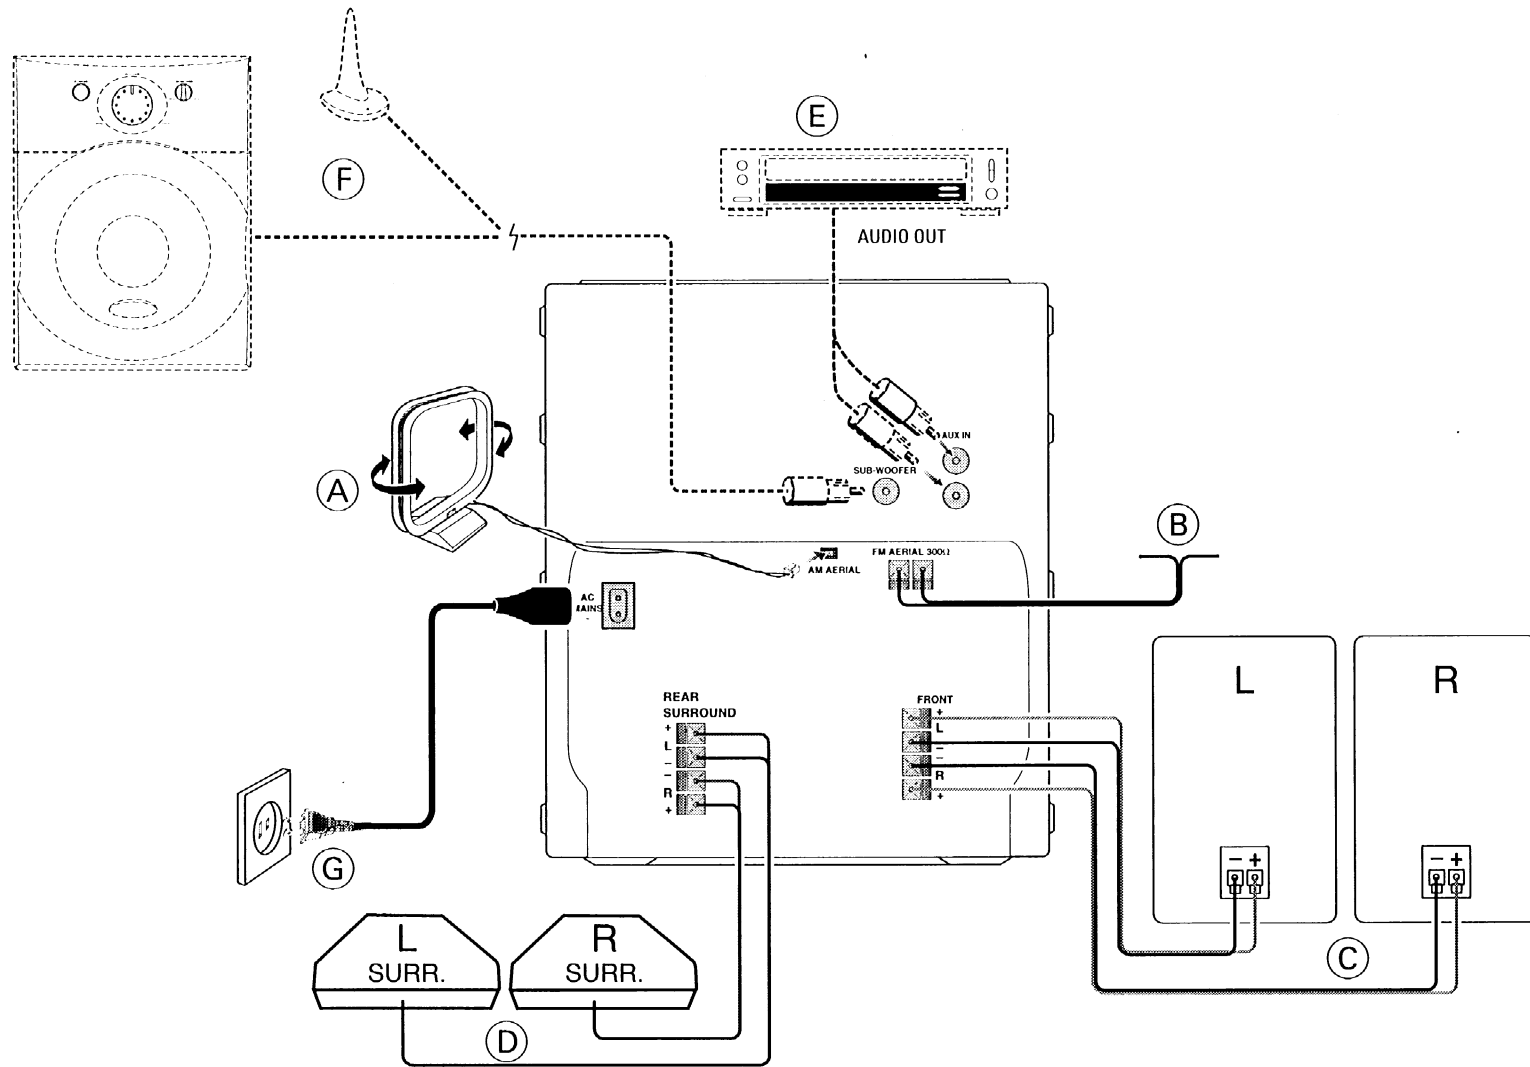 E
F
AUDIO OUT
AUX IN
SUB-WOOFER
A
B
FM AERIAL 300Ω
AM AERIAL
AC
MAINS
~
L
R
REAR
SURROUND
+
L
–
–
R
+
FRONT
+
L
–
–
R
+
– +
– +
G
L
SURR.
R
SURR.
C
D